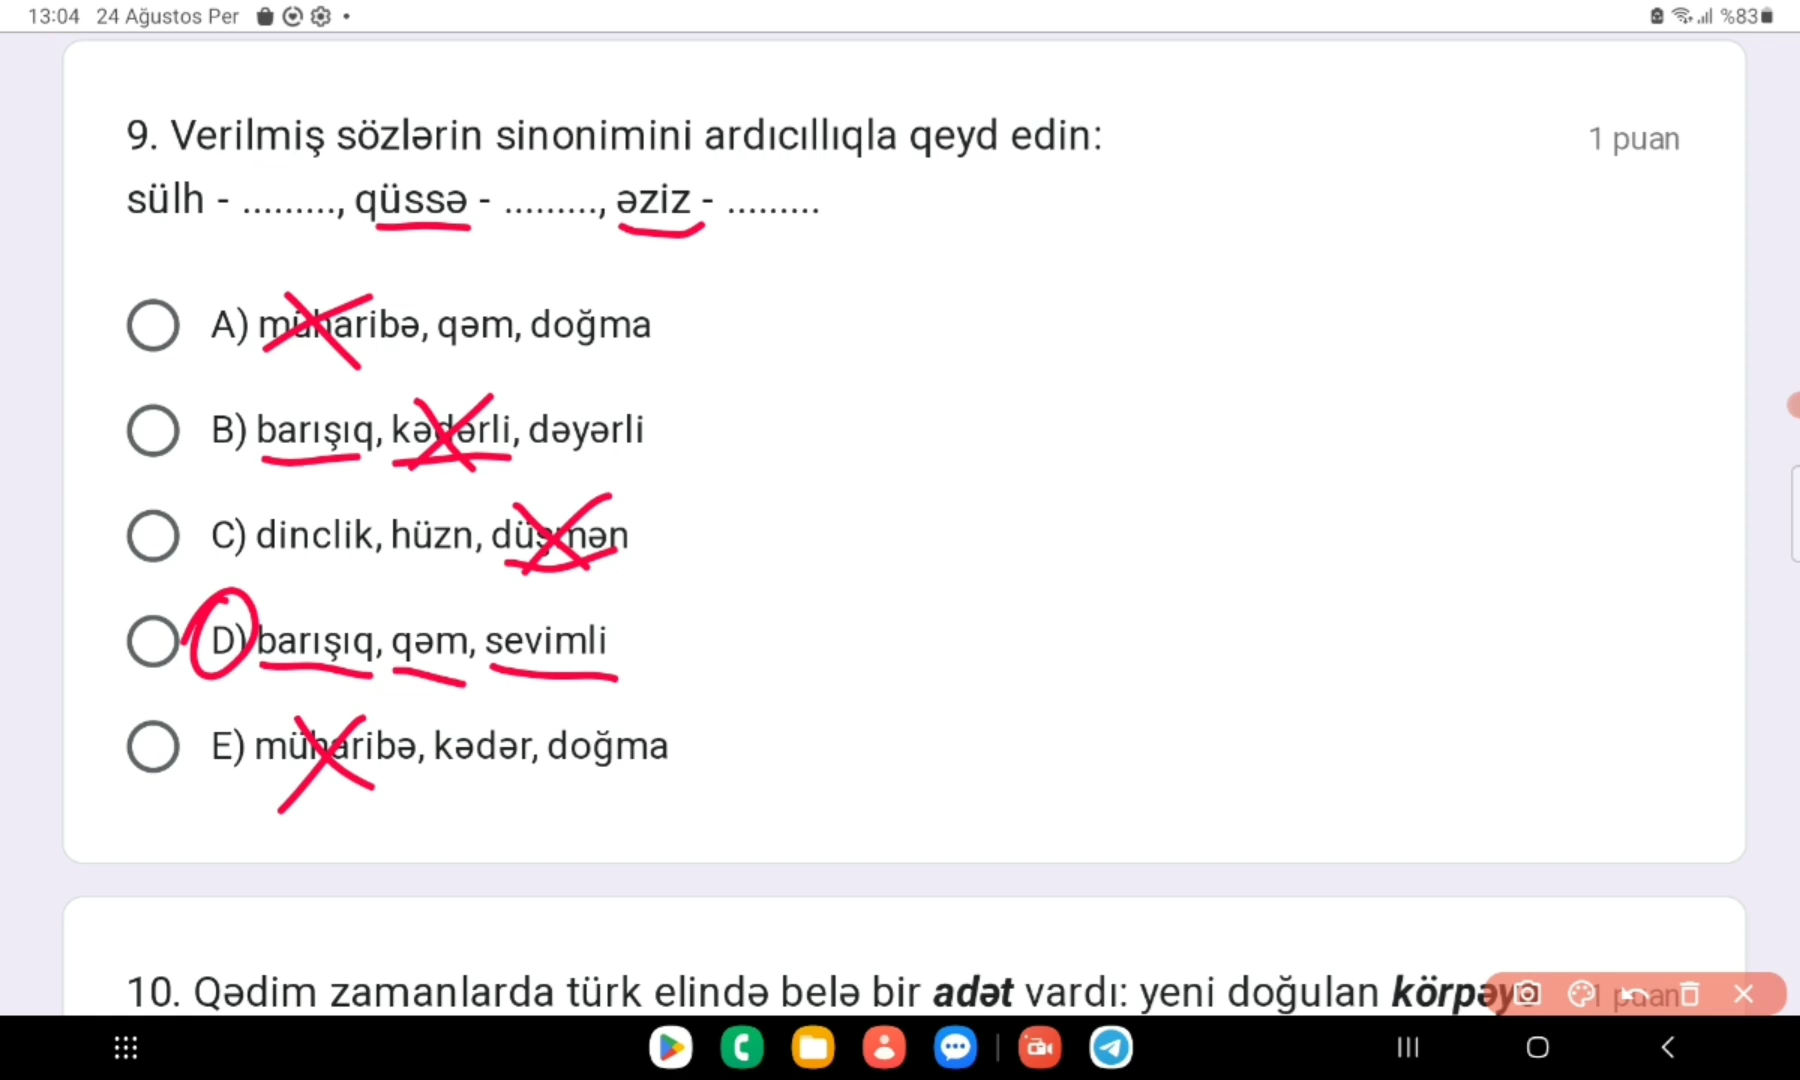 13:04 24 Ağustos Per
%83
9. Verilmiş sözlərin sinonimini ardıcıllıqla qeyd edin:
1 puan
sülh - ........., qüssə - ........., əziz - .........
A) müharibə, qəm, doğma
B) barışıq, kədərli, dəyərli
C) dinclik, hüzn, düşmən
D) barışıq, qəm, sevimli
E) müharibə, kədər, doğma
10. Qədim zamanlarda türk elində belə bir adət vardı: yeni doğulan
1 puan